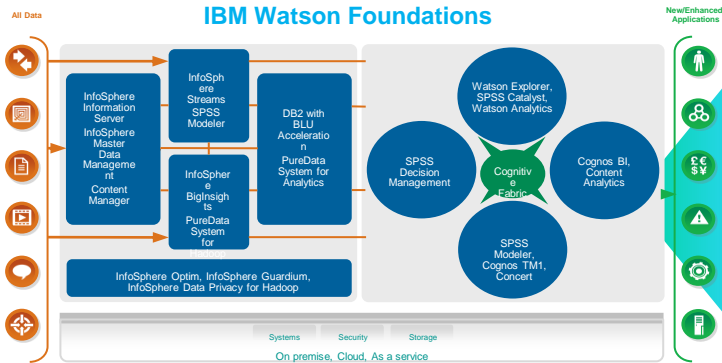 All Data
IBM Watson Foundations
New/Enhanced
Applications
InfoSphere
Information
Server
InfoSphere
Master
Data
Manageme
nt
Content
Manager
InfoSph
ere
Streams
SPSS
Modeler
InfoSpher
e
BigInsigh
ts
PureData
System
for
Hadoop
DB2 with
BLU
Acceleratio
n
PureData
System for
Analytics
InfoSphere Optim, InfoSphere Guardium,
InfoSphere Data Privacy for Hadoop
Watson Explorer,
SPSS Catalyst,
Watson Analytics
SPSS
Decision
Management
Cognitiv
e
Fabric
Cognos BI,
Content
Analytics
SPSS
Modeler,
Cognos TM1,
Concert
£ €
$ ¥
Systems
Security
Storage
On premise, Cloud, As a service